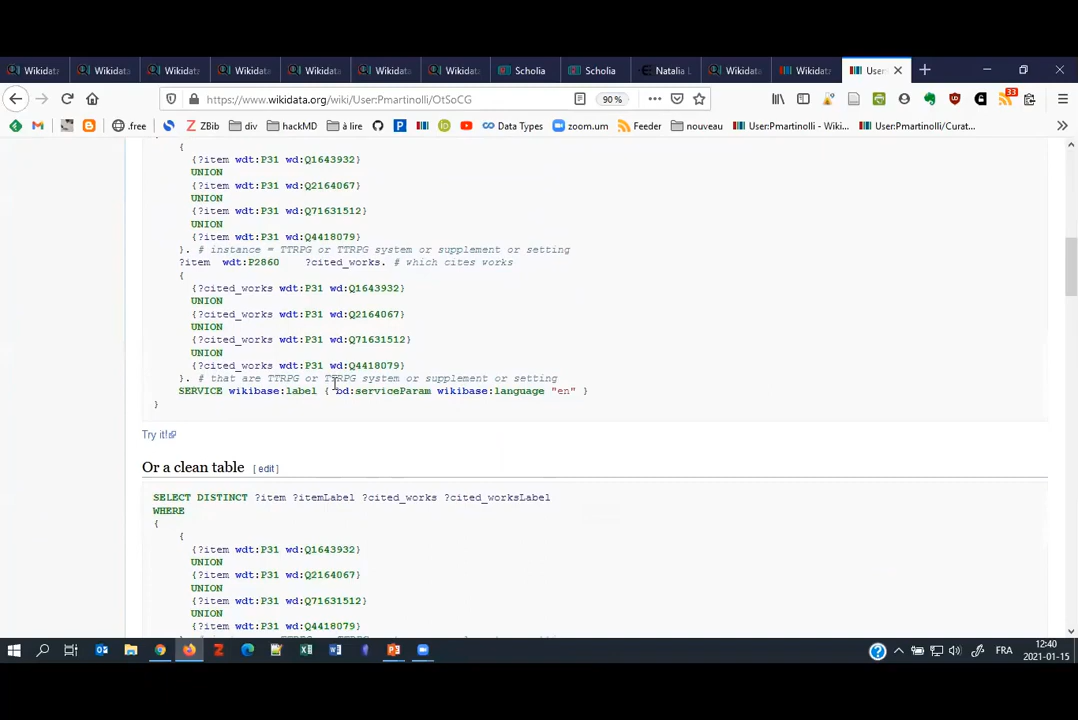 Wikidata Wikidata Wikidata Wikidata Wikidata Wikidata Wikidata Scholia Scholia Natalia L Wikidata Wikidata User:
https://www.wikidata.org/wiki/User:Pmartinolli/OtSoCG 90% 33
.free ZBib div hackMD à lire Data Types zoom.um Feeder nouveau User:Pmartinolli - Wiki... User:Pmartinolli/Curat...
{
{?item wdt:P31 wd:Q1643932}
UNION
{?item wdt:P31 wd:Q2164067}
UNION
{?item wdt:P31 wd:Q71631512}
UNION
{?item wdt:P31 wd:Q4418079}
}. # instance = TTRPG or TTRPG system or supplement or setting
?item wdt:P2860 ?cited_works. # which cites works
{
{?cited_works wdt:P31 wd:Q1643932}
UNION
{?cited_works wdt:P31 wd:Q2164067}
UNION
{?cited_works wdt:P31 wd:Q71631512}
UNION
{?cited_works wdt:P31 wd:Q4418079}
}. # that are TTRPG or TTRPG system or supplement or setting
SERVICE wikibase:label { bd:serviceParam wikibase:language "en" }
}
Try it!
Or a clean table [ edit ]
SELECT DISTINCT ?item ?itemLabel ?cited_works ?cited_worksLabel
WHERE
{
{
{?item wdt:P31 wd:Q1643932}
UNION
{?item wdt:P31 wd:Q2164067}
UNION
{?item wdt:P31 wd:Q71631512}
UNION
{?item wdt:P31 wd:Q4418079}
FRA
12:40
2021-01-15